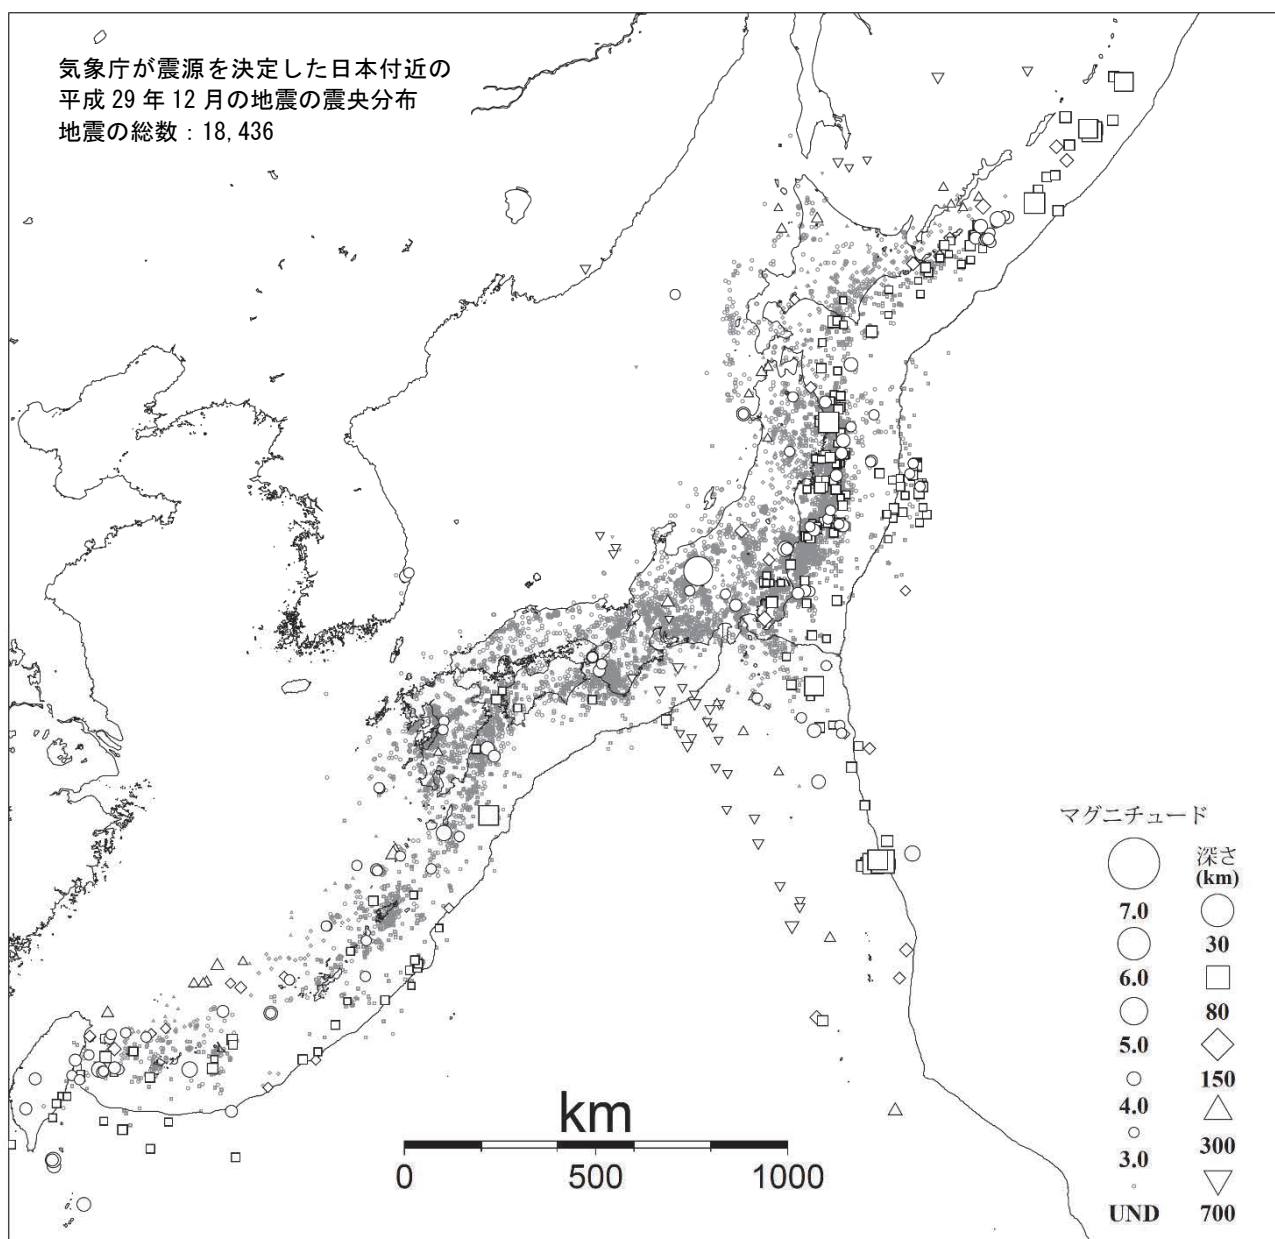 気象庁が震源を決定した日本付近の
平成 29 年 12 月の地震の震央分布
地震の総数：18,436
マグニチュード
深さ
(km)
7.0
30
6.0
80
5.0
150
4.0
300
3.0
UND 700
km
0 500 1000